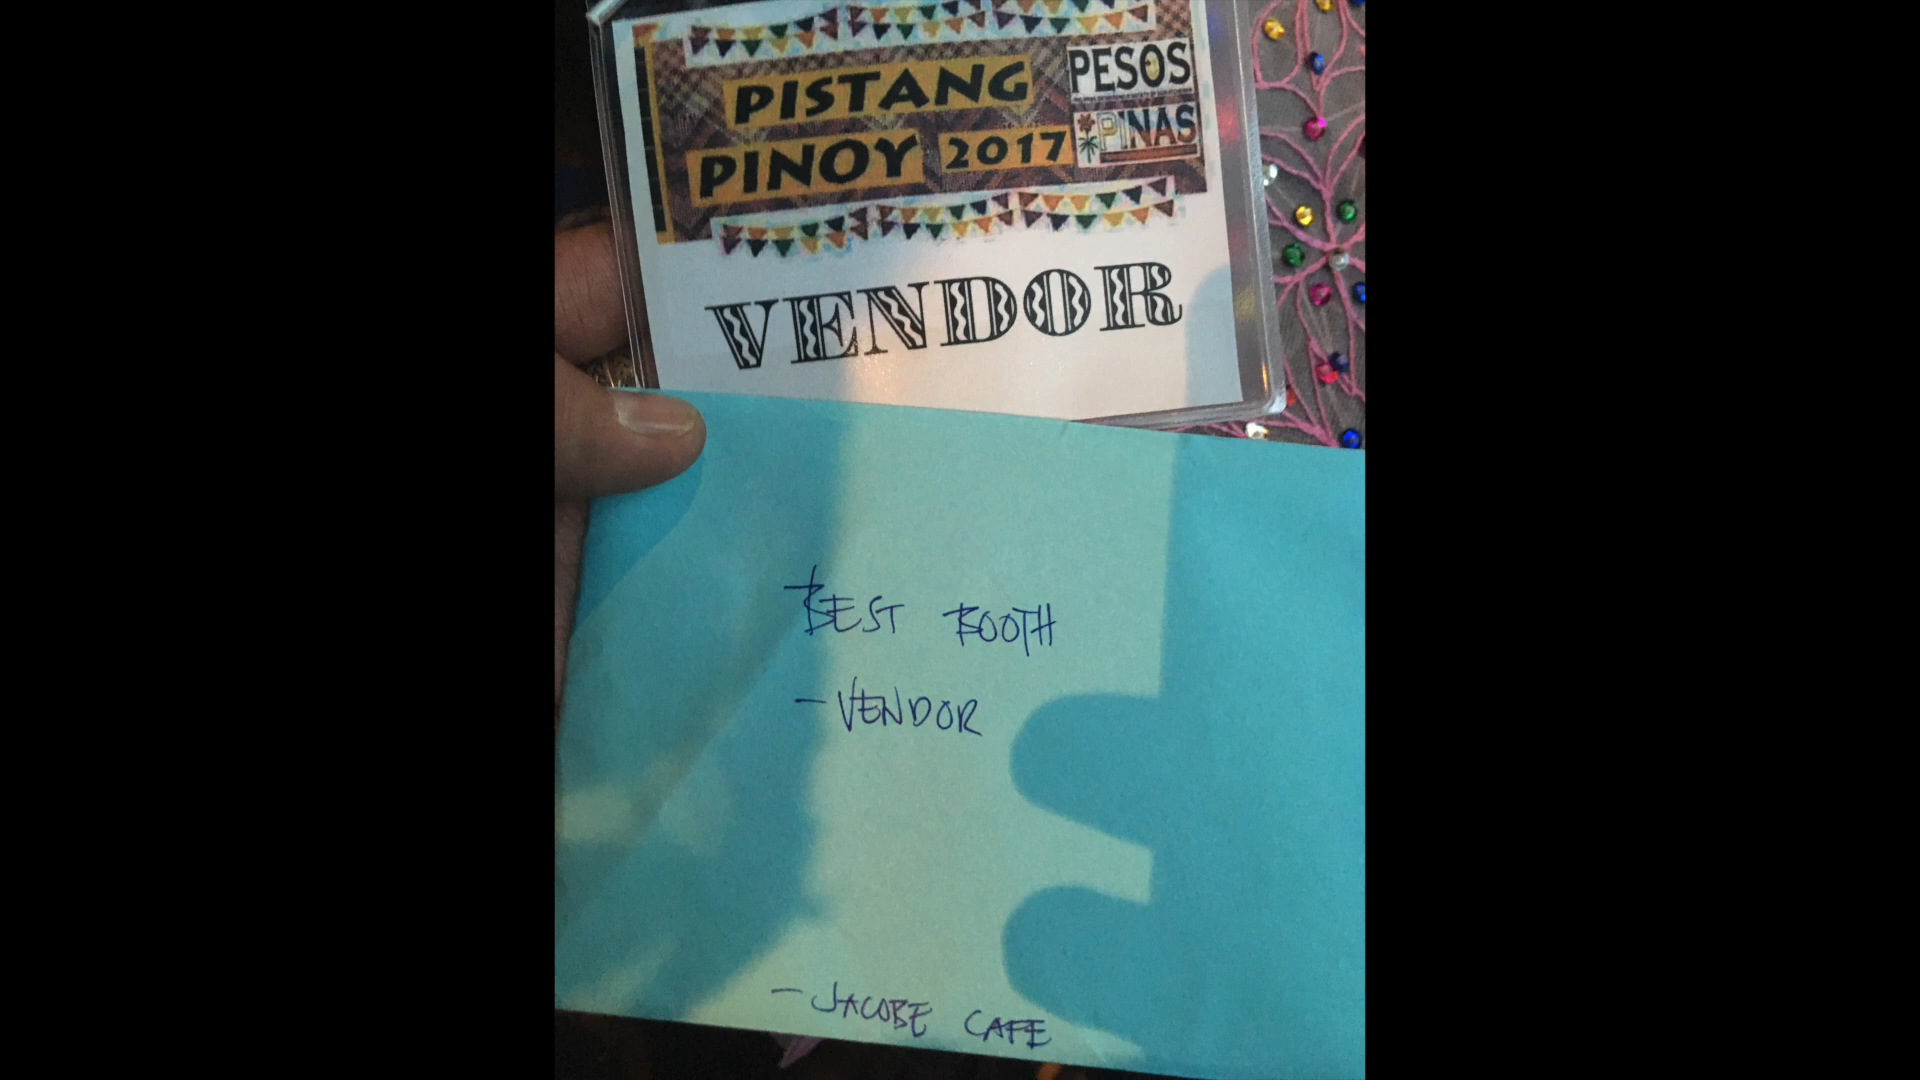 PISTANG
PINOY 2017
PESOS
PINAS
VENDOR
BEST BOOTH
- VENDOR
- JACOBE CAFE